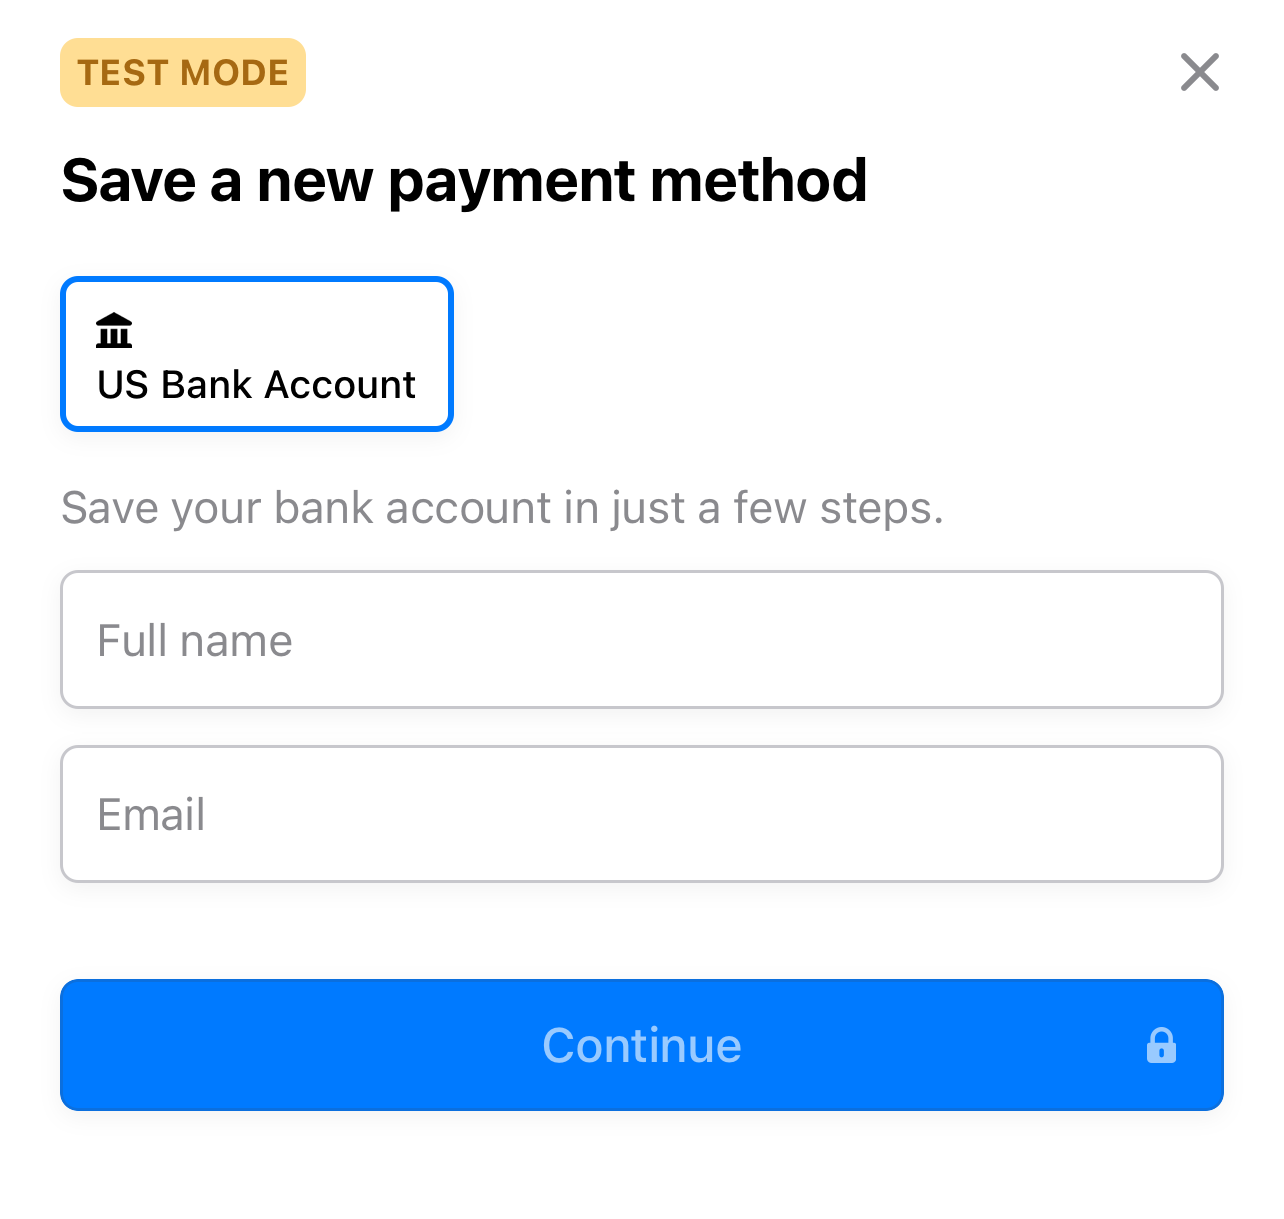 TEST MODE
Save a new payment method
US Bank Account
Save your bank account in just a few steps.
Full name
Email
Continue